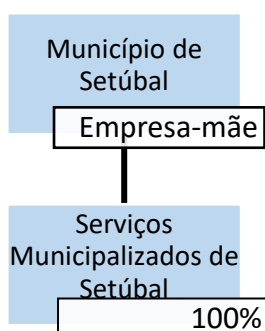 Município de
Setúbal
Empresa-mãe
Serviços
Municipalizados de
Setúbal
100%